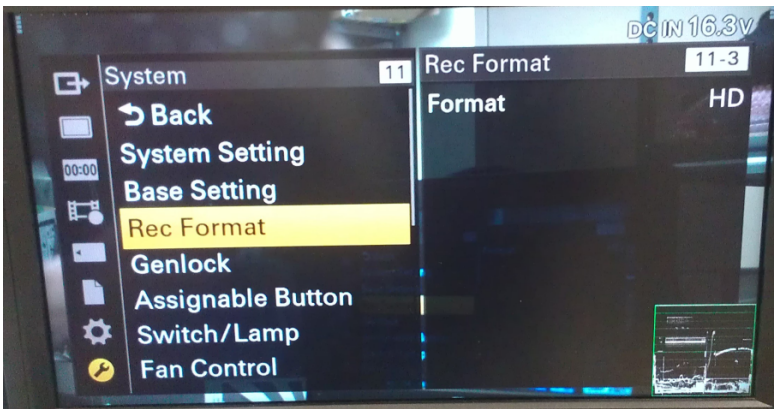 DC IN 16.3V
System 11
Rec Format 11-3
Back
Format HD
System Setting
00:00
Base Setting
Rec Format
Genlock
Assignable Button
Switch/Lamp
Fan Control